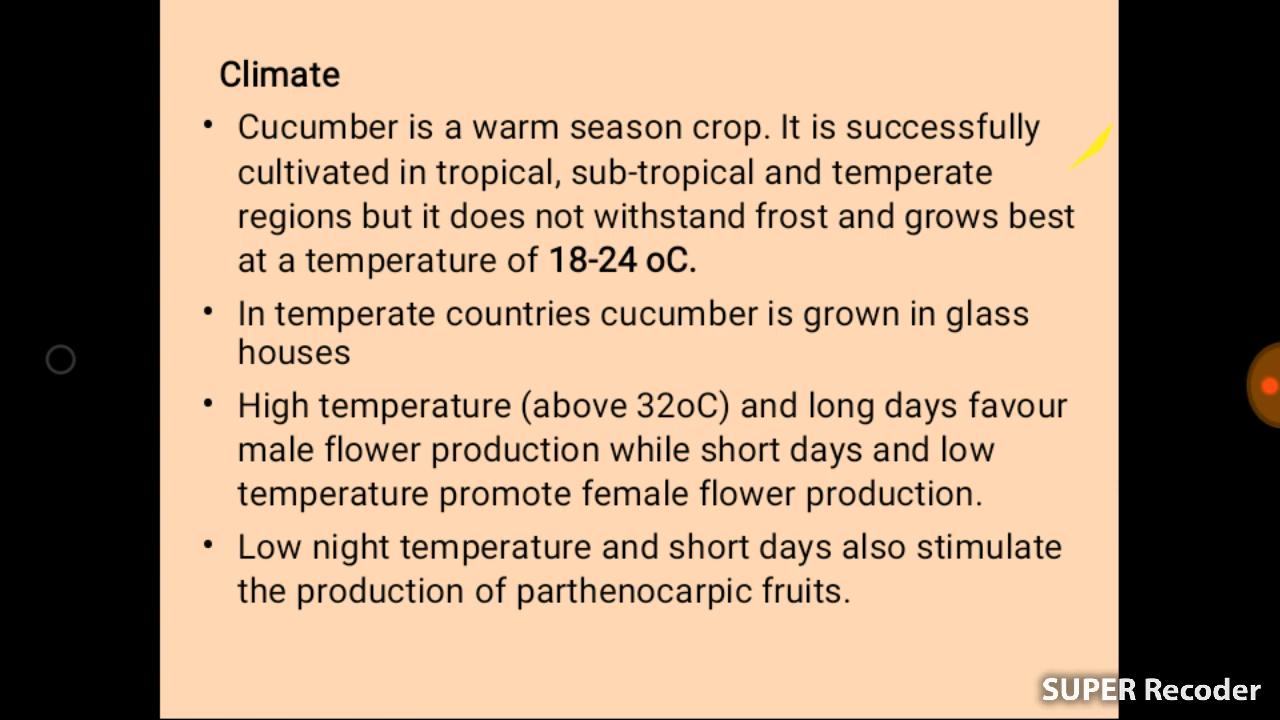 Climate
• Cucumber is a warm season crop. It is successfully
cultivated in tropical, sub-tropical and temperate
regions but it does not withstand frost and grows best
at a temperature of 18-24 oC.
• In temperate countries cucumber is grown in glass
houses
• High temperature (above 32oC) and long days favour
male flower production while short days and low
temperature promote female flower production.
• Low night temperature and short days also stimulate
the production of parthenocarpic fruits.
SUPER Recoder